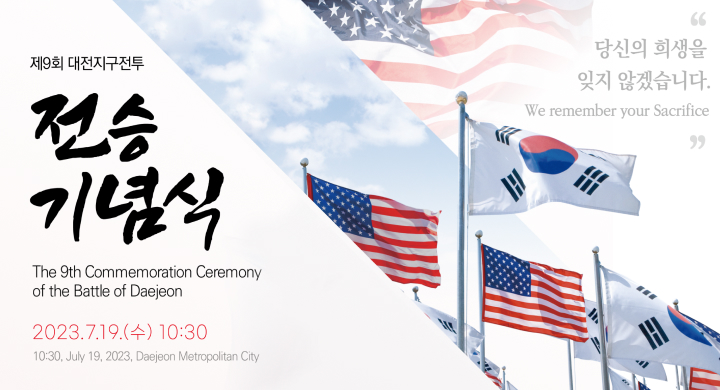 제9회 대전지구전투
전승
기념식
The 9th Commemoration Ceremony
of the Battle of Daejeon
2023.7.19.(수) 10:30
10:30, July 19, 2023, Daejeon Metropolitan City
“
당신의 희생을
잊지 않겠습니다.
We remember your Sacrifice
”